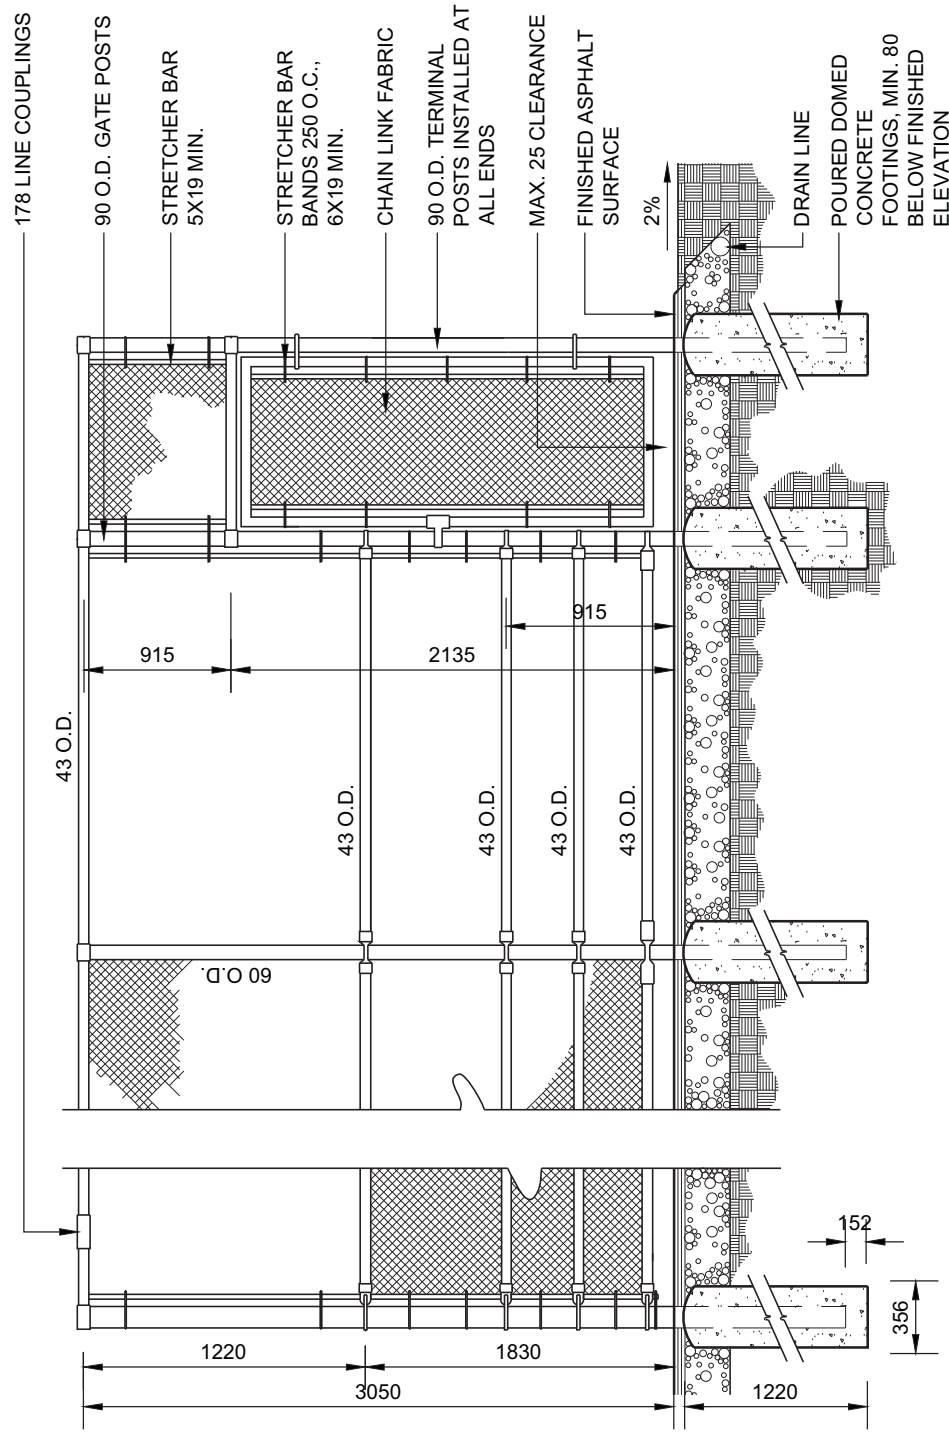 178 LINE COUPLINGS
90 O.D. GATE POSTS
STRETCHER BAR
5X19 MIN.
STRETCHER BAR
BANDS 250 O.C.,
6X19 MIN.
CHAIN LINK FABRIC
90 O.D. TERMINAL
POSTS INSTALLED AT
ALL ENDS
MAX. 25 CLEARANCE
FINISHED ASPHALT
SURFACE
2%
DRAIN LINE
POURED DOMED
CONCRETE
FOOTINGS, MIN. 80
BELOW FINISHED
ELEVATION
915
915
2135
43 O.D.
43 O.D.
43 O.D.
43 O.D.
43 O.D.
60 O.D.
152
356
1220
1830
3050
1220